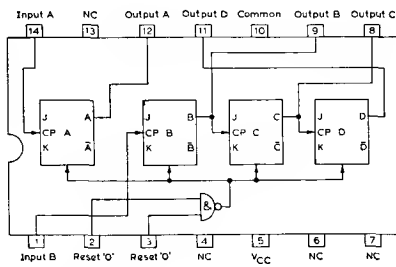 Input A NC Output A Output D Common Output B Output C
14 13 12 11 10 9 8
J A J B J C J D
CP A CP B CP C CP D
K A̅ K B̅ K C̅ K D̅
&
1 2 3 4 5 6 7
Input B Reset '0' Reset '0' NC VCC NC NC